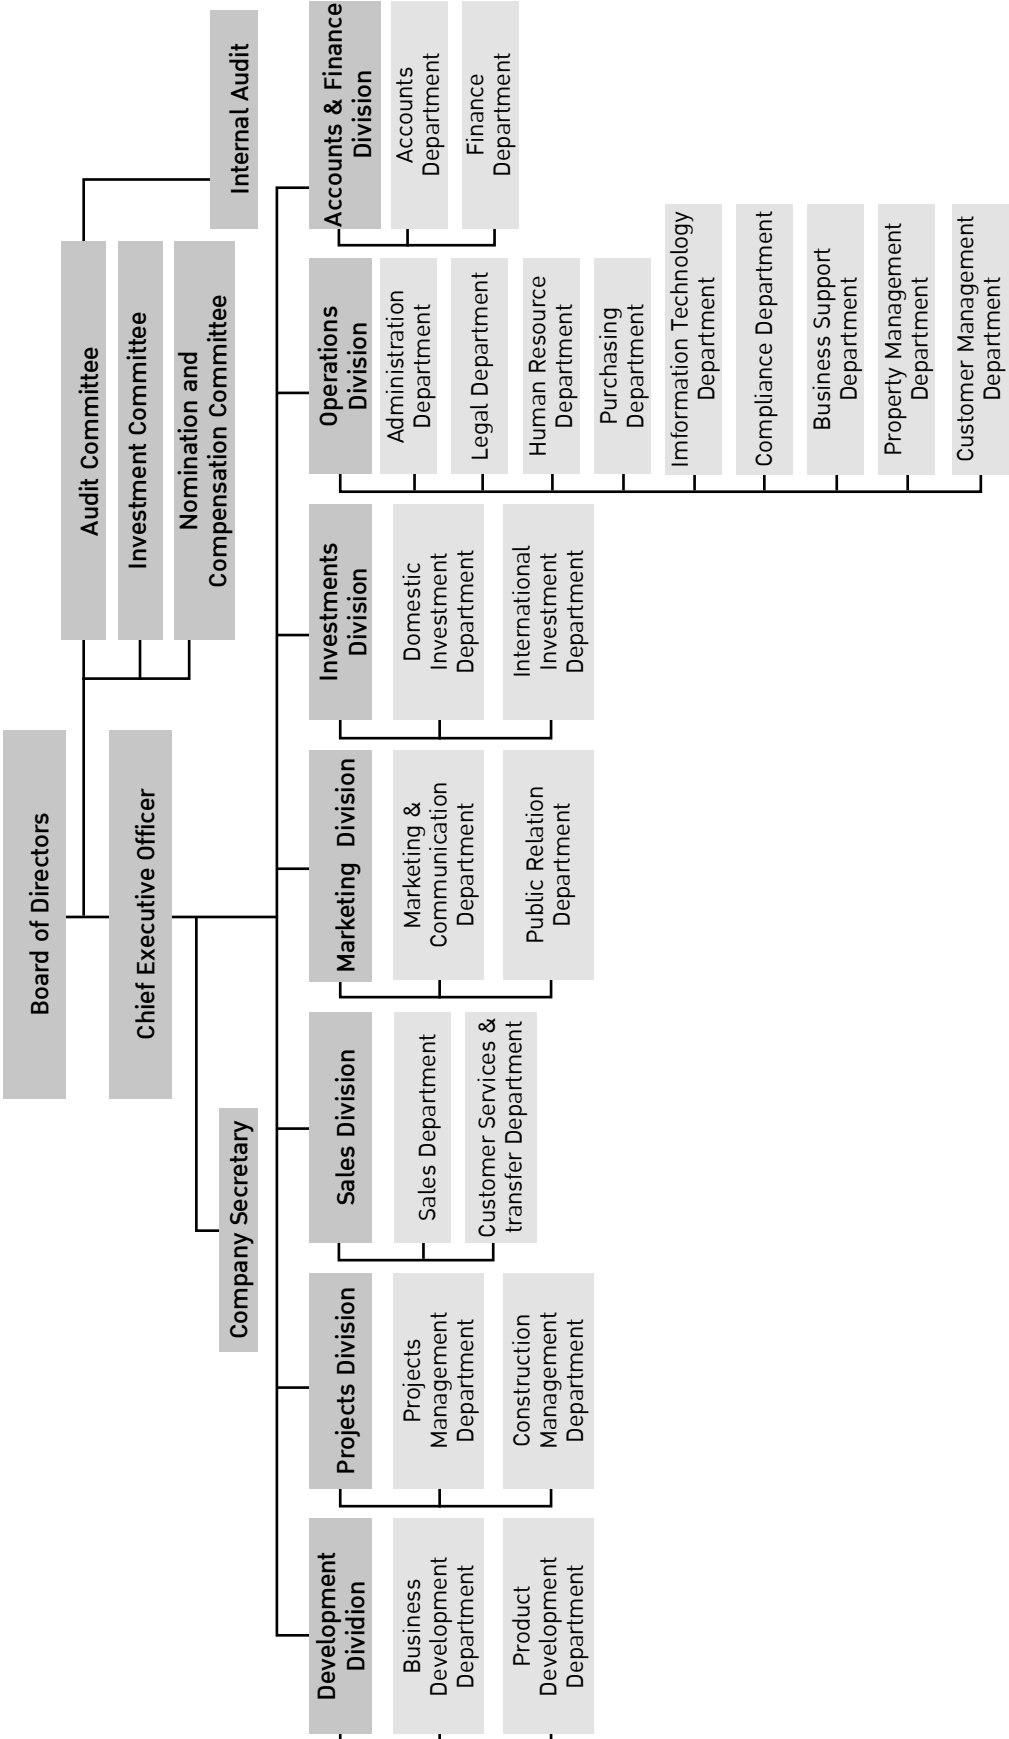 Board of Directors
Audit Committee
Investment Committee
Nomination and
Compensation Committee
Internal Audit
Chief Executive Officer
Company Secretary
Development
Dividion
Business
Development
Department
Product
Development
Department
Projects Division
Projects
Management
Department
Construction
Management
Department
Sales Division
Sales Department
Customer Services &
transfer Department
Marketing Division
Marketing &
Communication
Department
Public Relation
Department
Investments
Division
Domestic
Investment
Department
International
Investment
Department
Operations
Division
Administration
Department
Legal Department
Human Resource
Department
Purchasing
Department
Imformation Technology
Department
Compliance Department
Business Support
Department
Property Management
Department
Customer Management
Department
Accounts & Finance
Division
Accounts
Department
Finance
Department